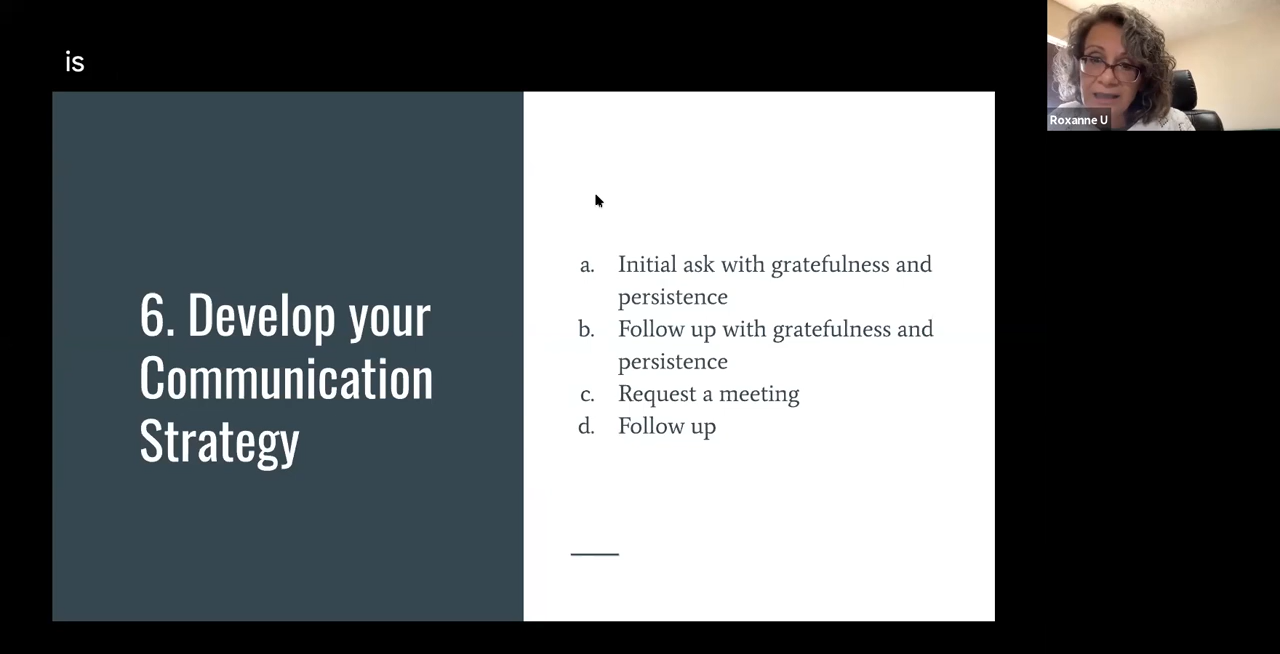 is
Roxanne U
6. Develop your
Communication
Strategy
a. Initial ask with gratefulness and
persistence
b. Follow up with gratefulness and
persistence
c. Request a meeting
d. Follow up